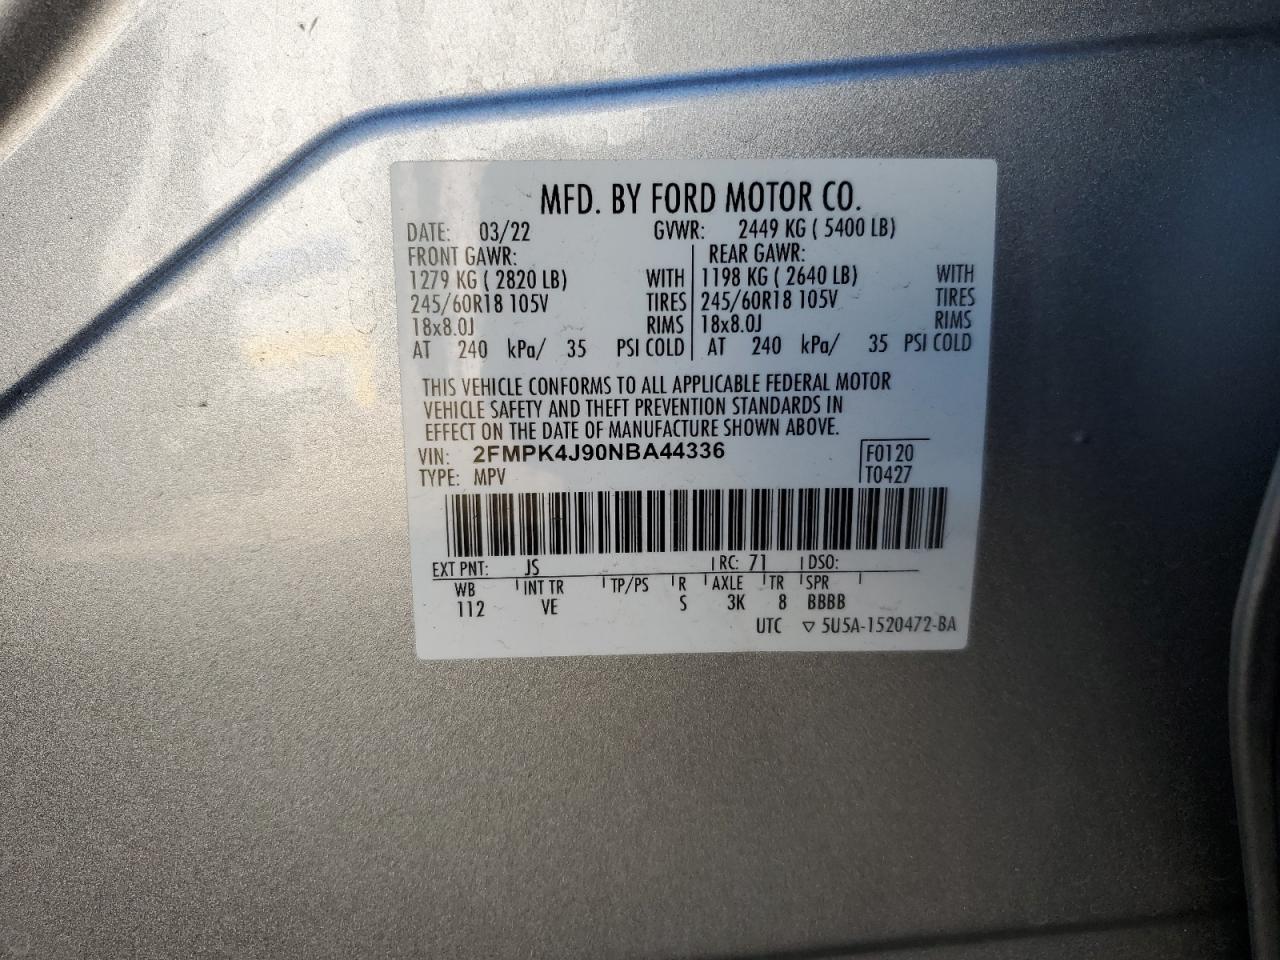 MFD. BY FORD MOTOR CO.
DATE: 03/22 GVWR: 2449 KG ( 5400 LB)
FRONT GAWR: REAR GAWR:
1279 KG ( 2820 LB) WITH 1198 KG ( 2640 LB) WITH
245/60R18 105V TIRES 245/60R18 105V TIRES
18x8.0J RIMS 18x8.0J RIMS
AT 240 kPa/ 35 PSI COLD AT 240 kPa/ 35 PSI COLD
THIS VEHICLE CONFORMS TO ALL APPLICABLE FEDERAL MOTOR
VEHICLE SAFETY AND THEFT PREVENTION STANDARDS IN
EFFECT ON THE DATE OF MANUFACTURE SHOWN ABOVE.
VIN: 2FMPK4J90NBA44336 F0120
TYPE: MPV T0427
EXT PNT: JS RC: 71 DSO:
WB INT TR TP/PS R AXLE TR SPR
112 VE S 3K 8 BBBB
UTC ▽ 5U5A-1520472-BA